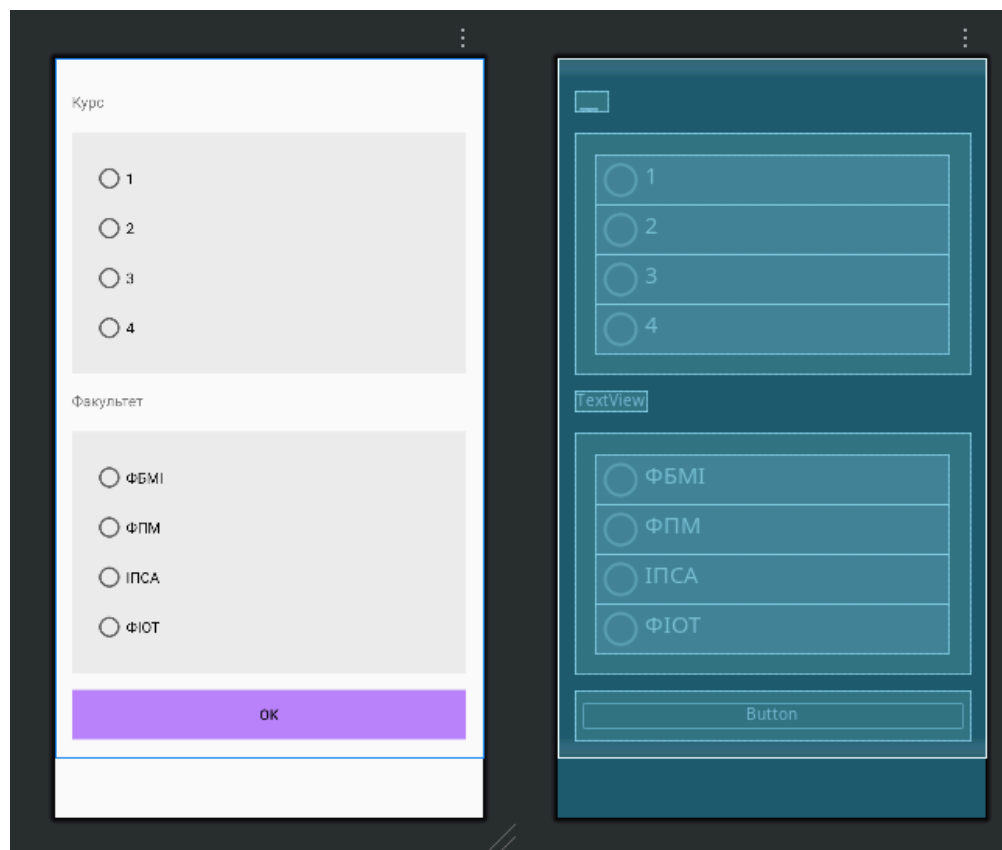 Курс
1
2
3
4
Факультет
ФБМІ
ФПМ
ІПСА
ФІОТ
OK
1
2
3
4
TextView
ФБМІ
ФПМ
ІПСА
ФІОТ
Button